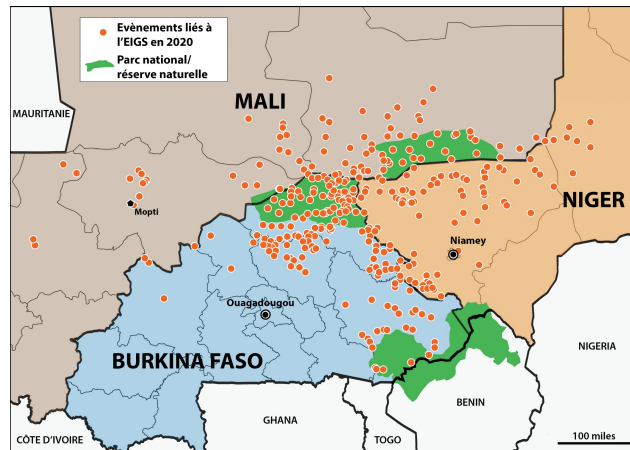 Evènements liés à
l'EIGS en 2020
Parc national/
réserve naturelle
MAURITANIE
MALI
NIGER
Mopti
Niamey
Ouagadougou
BURKINA FASO
NIGERIA
BENIN
GHANA
CÔTE D'IVOIRE
TOGO
100 miles